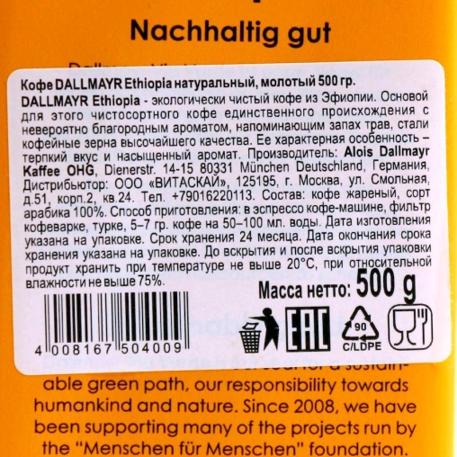 Nachhaltig gut
Кофе DALLMAYR Ethiopia натуральный, молотый 500 гр.
DALLMAYR Ethiopia - экологически чистый кофе из Эфиопии. Основой
для этого чистосортного кофе единственного происхождения с
невероятно благородным ароматом, напоминающим запах трав, стали
кофейные зерна высочайшего качества. Ее характерная особенность –
терпкий вкус и насыщенный аромат. Производитель: Alois Dallmayr
Kaffee OHG, Dienerstr. 14-15 80331 München Deutschland, Германия,
Дистрибьютор: ООО «ВИТАСКАЙ», 125195, г. Москва, ул. Смольная,
д.51, корп.2, кв.24. Тел. +79016220113. Состав: кофе жареный, сорт
арабика 100%. Способ приготовления: в эспрессо кофе-машине, фильтр
кофеварке, турке, 5–7 гр. кофе на 50–100 мл. воды. Дата изготовления
указана на упаковке. Срок хранения 24 месяца. Дата окончания срока
хранения указана на упаковке. До вскрытия и после вскрытия упаковки
продукт хранить при температуре не выше 20°С, при относительной
влажности не выше 75%.
Масса нетто: 500 g
4 008167 504009
EAC
90
C/LDPE
able green path, our responsibility towards
humankind and nature. Since 2008, we have
been supporting many of the projects run by
the “Menschen für Menschen” foundation.